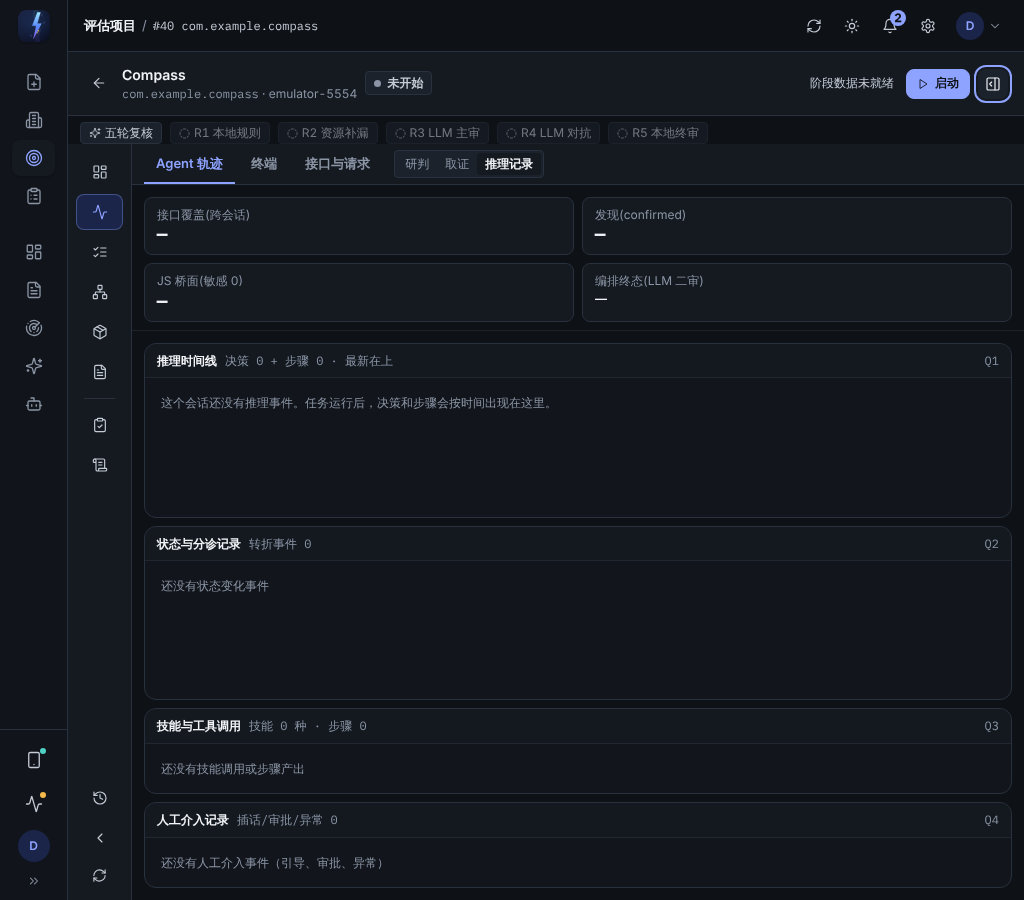 评估项目 / #40 com.example.compass
2
D
Compass
com.example.compass · emulator-5554
未开始
阶段数据未就绪
启动
五轮复核
R1 本地规则
R2 资源补漏
R3 LLM 主审
R4 LLM 对抗
R5 本地终审
Agent 轨迹
终端
接口与请求
研判
取证
推理记录
接口覆盖(跨会话)
—
发现(confirmed)
—
JS 桥面(敏感 0)
—
编排终态(LLM 二审)
—
推理时间线 决策 0 + 步骤 0 · 最新在上 Q1
这个会话还没有推理事件。任务运行后，决策和步骤会按时间出现在这里。
状态与分诊记录 转折事件 0 Q2
还没有状态变化事件
技能与工具调用 技能 0 种 · 步骤 0 Q3
还没有技能调用或步骤产出
人工介入记录 插话/审批/异常 0 Q4
还没有人工介入事件（引导、审批、异常）
D